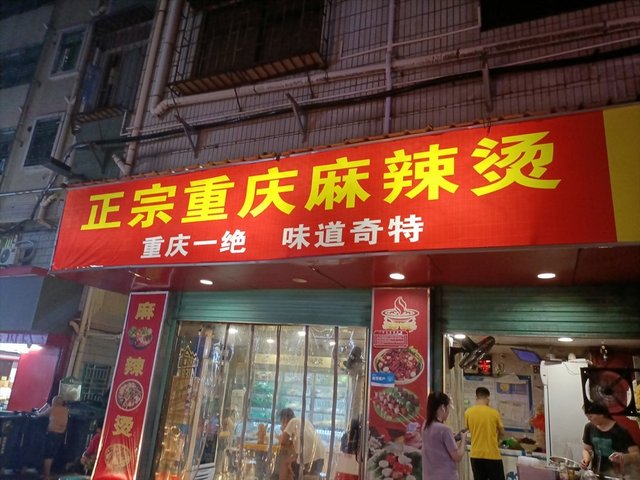 正宗重庆麻辣烫
重庆一绝 味道奇特
麻
辣
烫